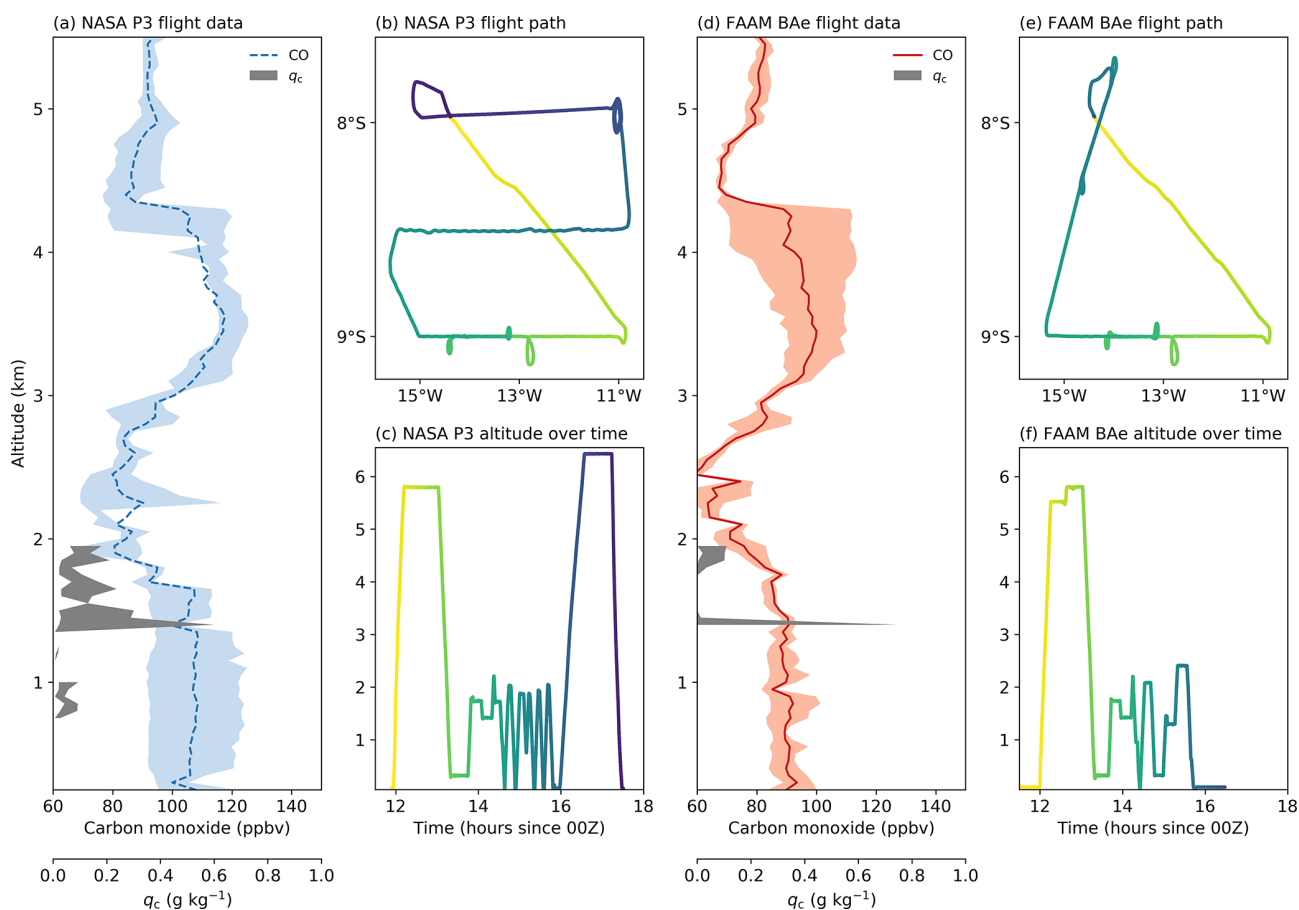 (a) NASA P3 flight data
CO
qc
Altitude (km)
5
4
3
2
1
60 80 100 120 140
Carbon monoxide (ppbv)
0.0 0.2 0.4 0.6 0.8 1.0
qc (g kg⁻¹)
(b) NASA P3 flight path
8°S
9°S
15°W 13°W 11°W
(c) NASA P3 altitude over time
6
5
4
3
2
1
12 14 16 18
Time (hours since 00Z)
(d) FAAM BAe flight data
CO
qc
5
4
3
2
1
60 80 100 120 140
Carbon monoxide (ppbv)
0.0 0.2 0.4 0.6 0.8 1.0
qc (g kg⁻¹)
(e) FAAM BAe flight path
8°S
9°S
15°W 13°W 11°W
(f) FAAM BAe altitude over time
6
5
4
3
2
1
12 14 16 18
Time (hours since 00Z)